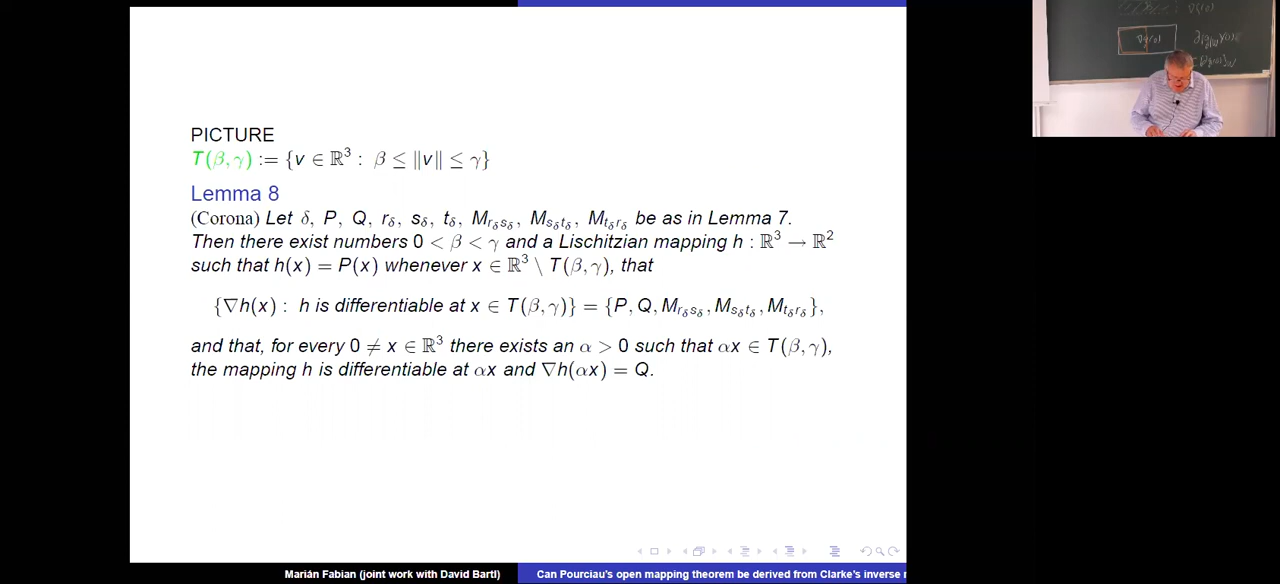 PICTURE
T(β, γ) := {v ∈ ℝ³ : β ≤ ‖v‖ ≤ γ}
Lemma 8
(Corona) Let δ, P, Q, r_δ, s_δ, t_δ, M_{r_δ s_δ}, M_{s_δ t_δ}, M_{t_δ r_δ} be as in Lemma 7.
Then there exist numbers 0 < β < γ and a Lischitzian mapping h : ℝ³ → ℝ²
such that h(x) = P(x) whenever x ∈ ℝ³ \ T(β, γ), that
{∇h(x) : h is differentiable at x ∈ T(β, γ)} = {P, Q, M_{r_δ s_δ}, M_{s_δ t_δ}, M_{t_δ r_δ}},
and that, for every 0 ≠ x ∈ ℝ³ there exists an α > 0 such that αx ∈ T(β, γ),
the mapping h is differentiable at αx and ∇h(αx) = Q.
Marián Fabian (joint work with David Bartl)
Can Pourciau's open mapping theorem be derived from Clarke's inverse